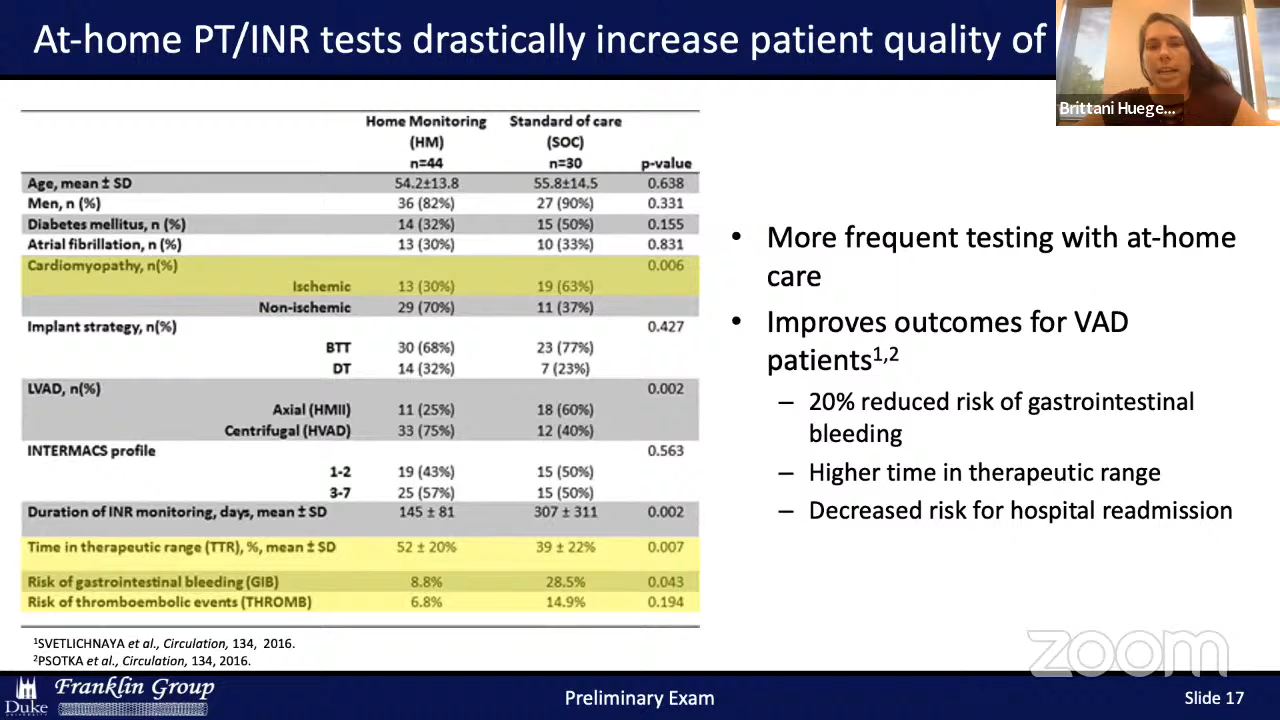 At-home PT/INR tests drastically increase patient quality of
Brittani Huege...
Home Monitoring (HM) n=44 Standard of care (SOC) n=30 p-value
Age, mean ± SD 54.2±13.8 55.8±14.5 0.638
Men, n (%) 36 (82%) 27 (90%) 0.331
Diabetes mellitus, n (%) 14 (32%) 15 (50%) 0.155
Atrial fibrillation, n (%) 13 (30%) 10 (33%) 0.831
Cardiomyopathy, n(%) 0.006
Ischemic 13 (30%) 19 (63%)
Non-ischemic 29 (70%) 11 (37%)
Implant strategy, n(%) 0.427
BTT 30 (68%) 23 (77%)
DT 14 (32%) 7 (23%)
LVAD, n(%) 0.002
Axial (HMII) 11 (25%) 18 (60%)
Centrifugal (HVAD) 33 (75%) 12 (40%)
INTERMACS profile 0.563
1-2 19 (43%) 15 (50%)
3-7 25 (57%) 15 (50%)
Duration of INR monitoring, days, mean ± SD 145 ± 81 307 ± 311 0.002
Time in therapeutic range (TTR), %, mean ± SD 52 ± 20% 39 ± 22% 0.007
Risk of gastrointestinal bleeding (GIB) 8.8% 28.5% 0.043
Risk of thromboembolic events (THROMB) 6.8% 14.9% 0.194
• More frequent testing with at-home
care
• Improves outcomes for VAD
patients1,2
– 20% reduced risk of gastrointestinal
bleeding
– Higher time in therapeutic range
– Decreased risk for hospital readmission
1SVETLICHNAYA et al., Circulation, 134, 2016.
2PSOTKA et al., Circulation, 134, 2016.
zoom
Duke
Franklin Group
Preliminary Exam
Slide 17